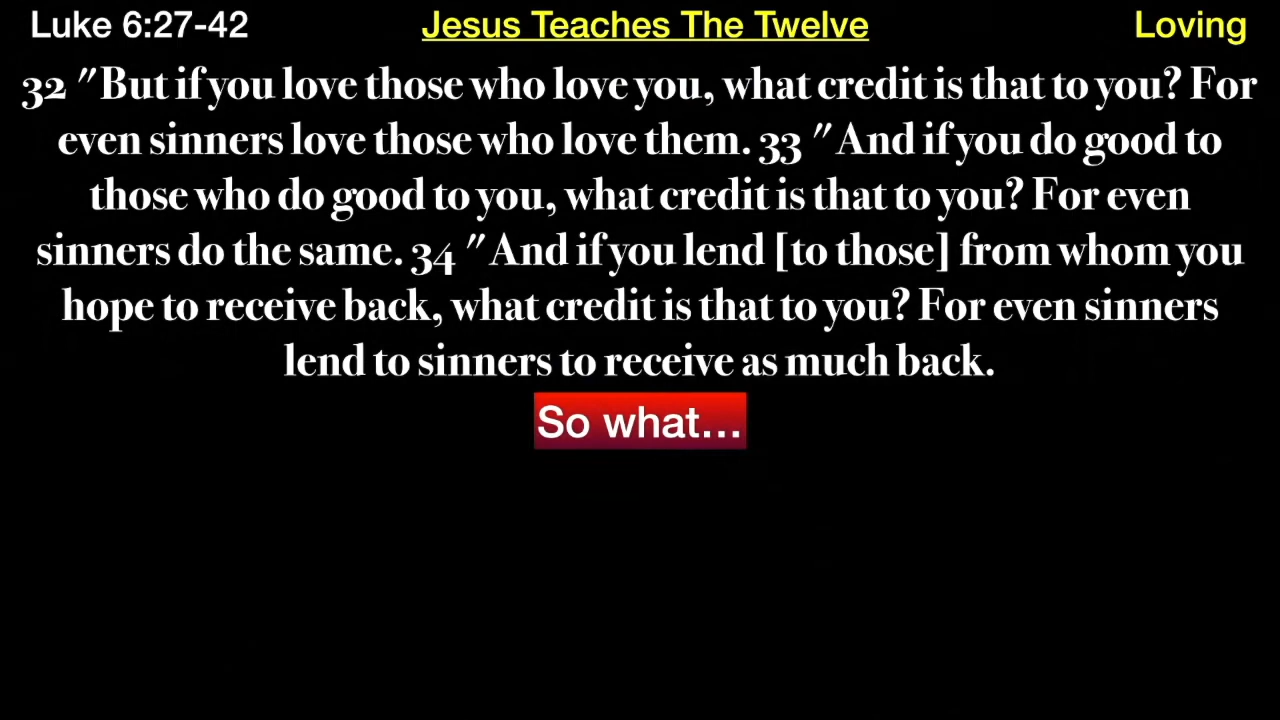 Luke 6:27-42 Jesus Teaches The Twelve Loving
32 "But if you love those who love you, what credit is that to you? For
even sinners love those who love them. 33 "And if you do good to
those who do good to you, what credit is that to you? For even
sinners do the same. 34 "And if you lend [to those] from whom you
hope to receive back, what credit is that to you? For even sinners
lend to sinners to receive as much back.
So what...